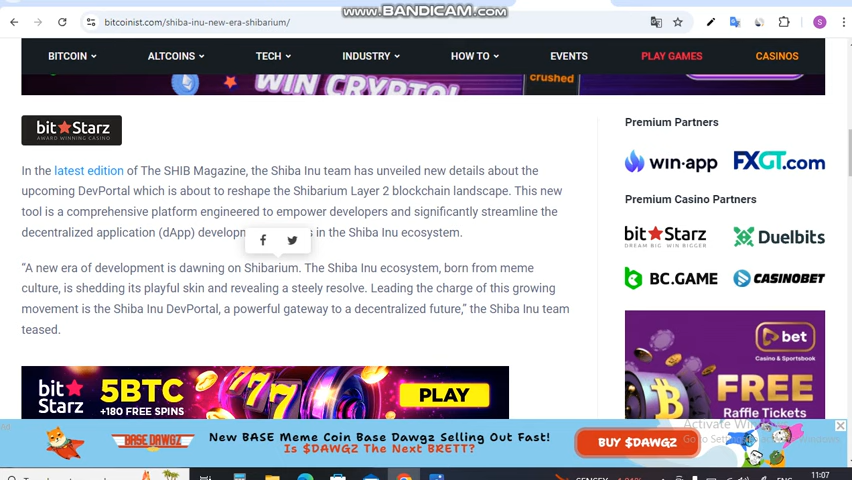 www.BANDICAM.com
bitcoinist.com/shiba-inu-new-era-shibarium/
S
BITCOIN ALTCOINS TECH INDUSTRY HOW TO EVENTS PLAY GAMES CASINOS
WIN CRYPTO!
crushed
bitStarz
AWARD WINNING CASINO
In the latest edition of The SHIB Magazine, the Shiba Inu team has unveiled new details about the
upcoming DevPortal which is about to reshape the Shibarium Layer 2 blockchain landscape. This new
tool is a comprehensive platform engineered to empower developers and significantly streamline the
decentralized application (dApp) in the Shiba Inu ecosystem.
“A new era of development is dawning on Shibarium. The Shiba Inu ecosystem, born from meme
culture, is shedding its playful skin and revealing a steely resolve. Leading the charge of this growing
movement is the Shiba Inu DevPortal, a powerful gateway to a decentralized future,” the Shiba Inu team
teased.
bit Starz
5BTC
+180 FREE SPINS
777
PLAY
Premium Partners
win.app FXGT.com
Premium Casino Partners
bitStarz
DREAM BIG. WIN BIGGER.
Duelbits
BC.GAME CASINOBET
bet
Casino & Sportsbook
FREE
Raffle Tickets
BASE DAWGZ
New BASE Meme Coin Base Dawgz Selling Out Fast!
Is $DAWGZ The Next BRETT?
BUY $DAWGZ
Activate
ENG
11:07